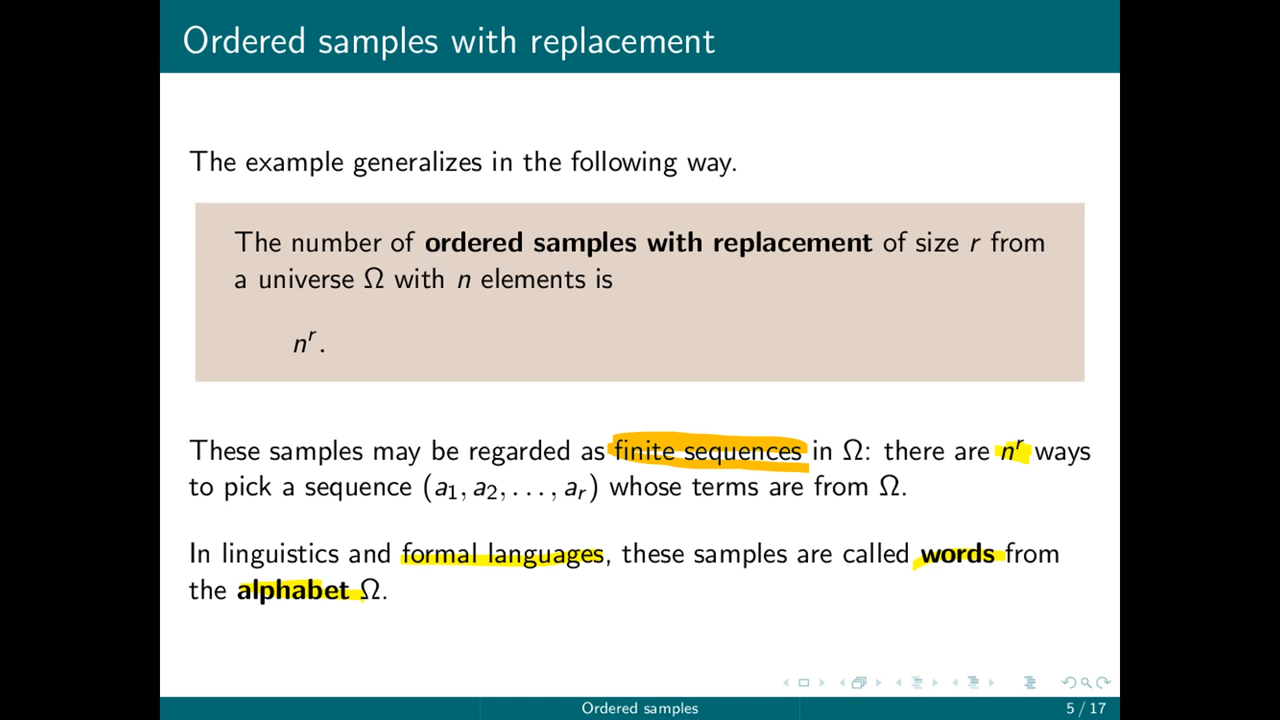 Ordered samples with replacement
The example generalizes in the following way.
The number of ordered samples with replacement of size r from
a universe Ω with n elements is
nʳ.
These samples may be regarded as finite sequences in Ω: there are nʳ ways
to pick a sequence (a₁, a₂, . . . , aᵣ) whose terms are from Ω.
In linguistics and formal languages, these samples are called words from
the alphabet Ω.
Ordered samples
5 / 17